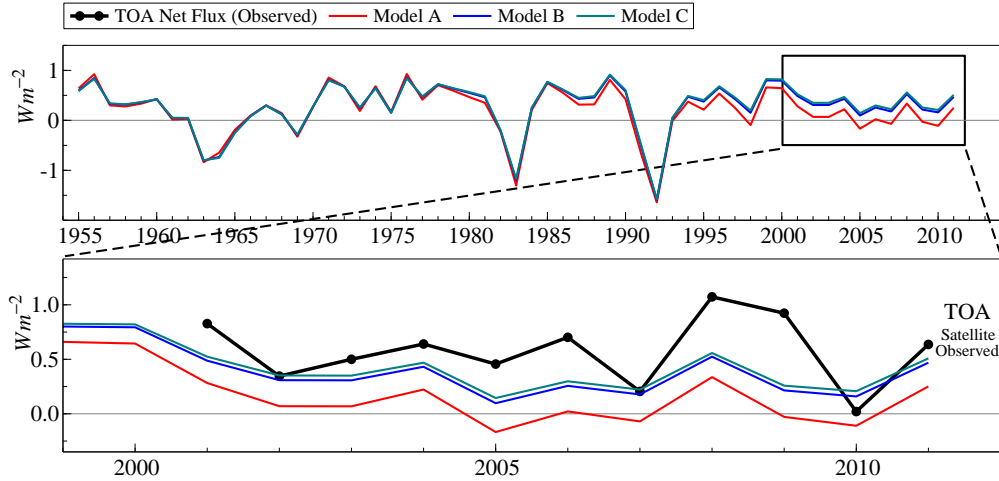 TOA Net Flux (Observed) Model A Model B Model C
Wm⁻²
1
0
-1
1955 1960 1965 1970 1975 1980 1985 1990 1995 2000 2005 2010
Wm⁻²
1.0
0.5
0.0
TOA
Satellite
Observed
2000 2005 2010